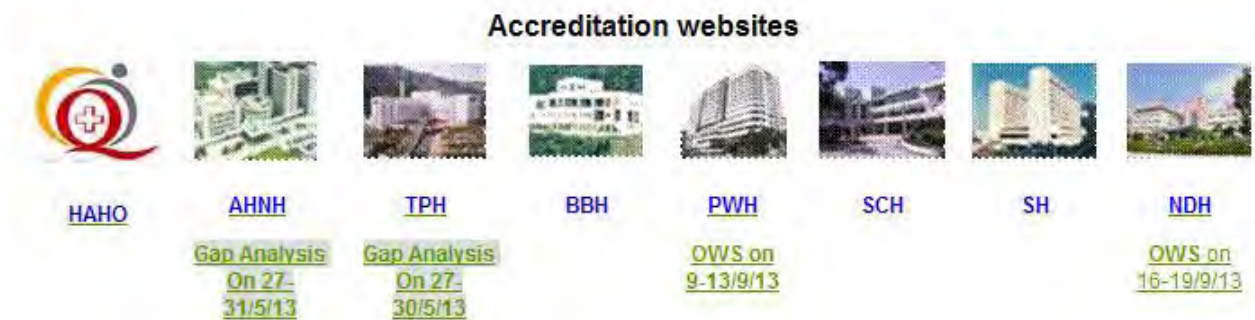 Accreditation websites
HAHO
AHNH
TPH
BBH
PWH
SCH
SH
NDH
Gap Analysis
On 27-
31/5/13
Gap Analysis
On 27-
30/5/13
OWS on
9-13/9/13
OWS on
16-19/9/13